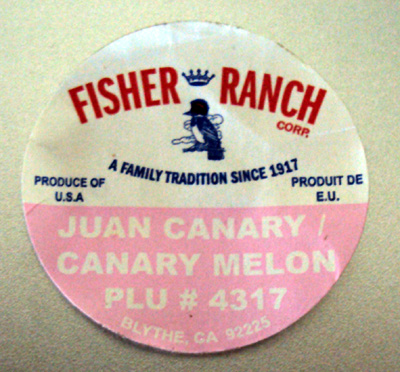 FISHER RANCH
CORP.
A FAMILY TRADITION SINCE 1917
PRODUCE OF
U.S.A
PRODUIT DE
E.U.
JUAN CANARY /
CANARY MELON
PLU # 4317
BLYTHE, CA 92225